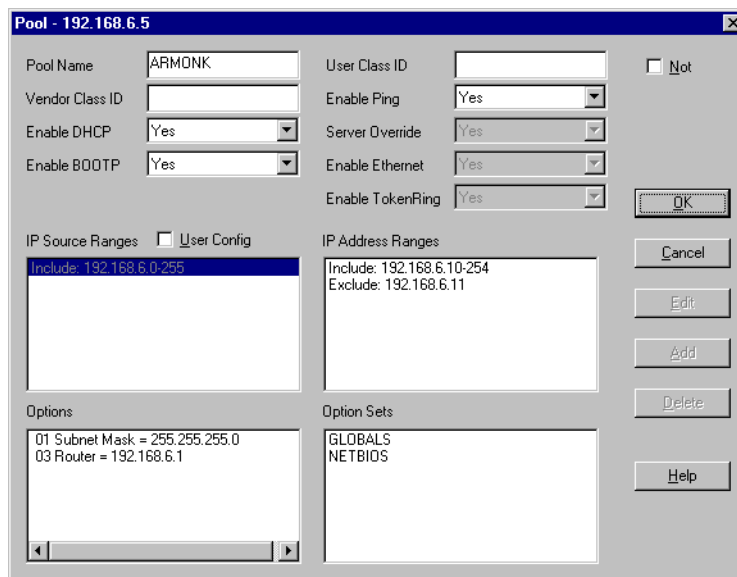 Pool - 192.168.6.5
Pool Name ARMONK User Class ID Not
Vendor Class ID Enable Ping Yes
Enable DHCP Yes Server Override Yes
Enable BOOTP Yes Enable Ethernet Yes
Enable TokenRing Yes
OK
IP Source Ranges User Config IP Address Ranges
Cancel
Include: 192.168.6.0-255 Include: 192.168.6.10-254
Exclude: 192.168.6.11
Edit
Add
Delete
Options Option Sets
01 Subnet Mask = 255.255.255.0 GLOBALS
03 Router = 192.168.6.1 NETBIOS
Help